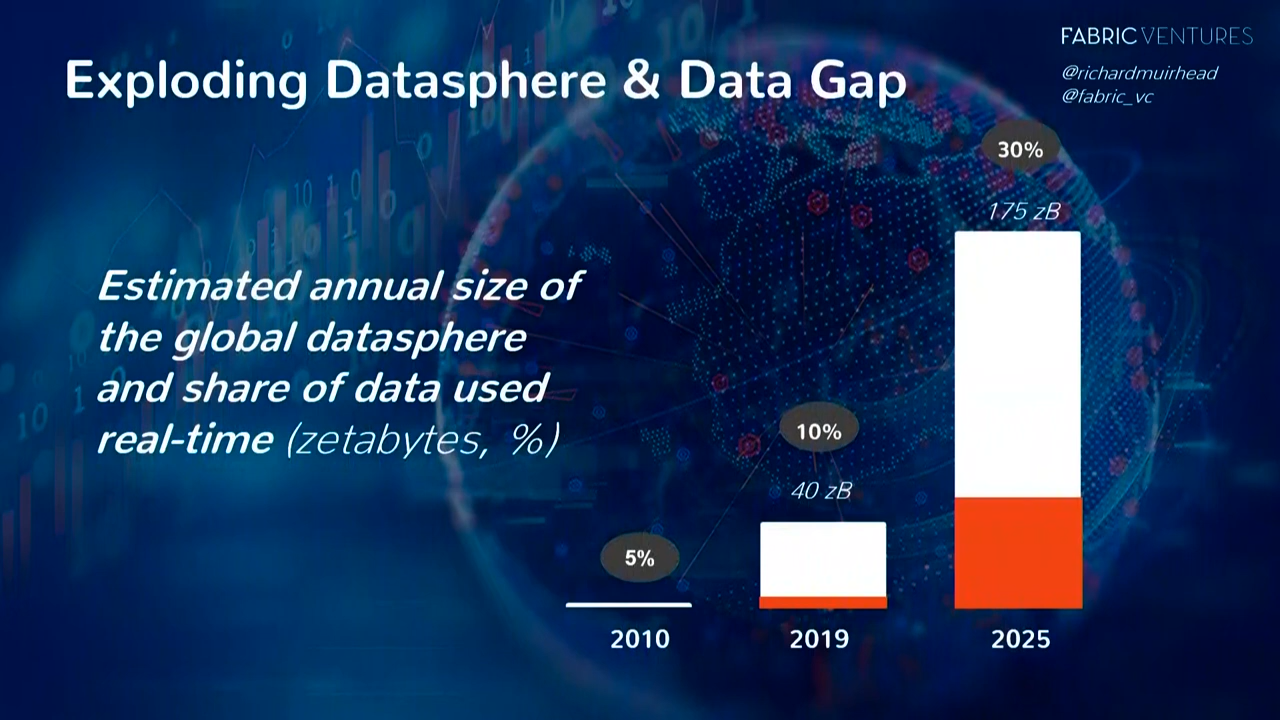 FABRIC VENTURES
@richardmuirhead
@fabric_vc
Exploding Datasphere & Data Gap
Estimated annual size of
the global datasphere
and share of data used
real-time (zetabytes, %)
30%
175 zB
10%
40 zB
5%
2010 2019 2025